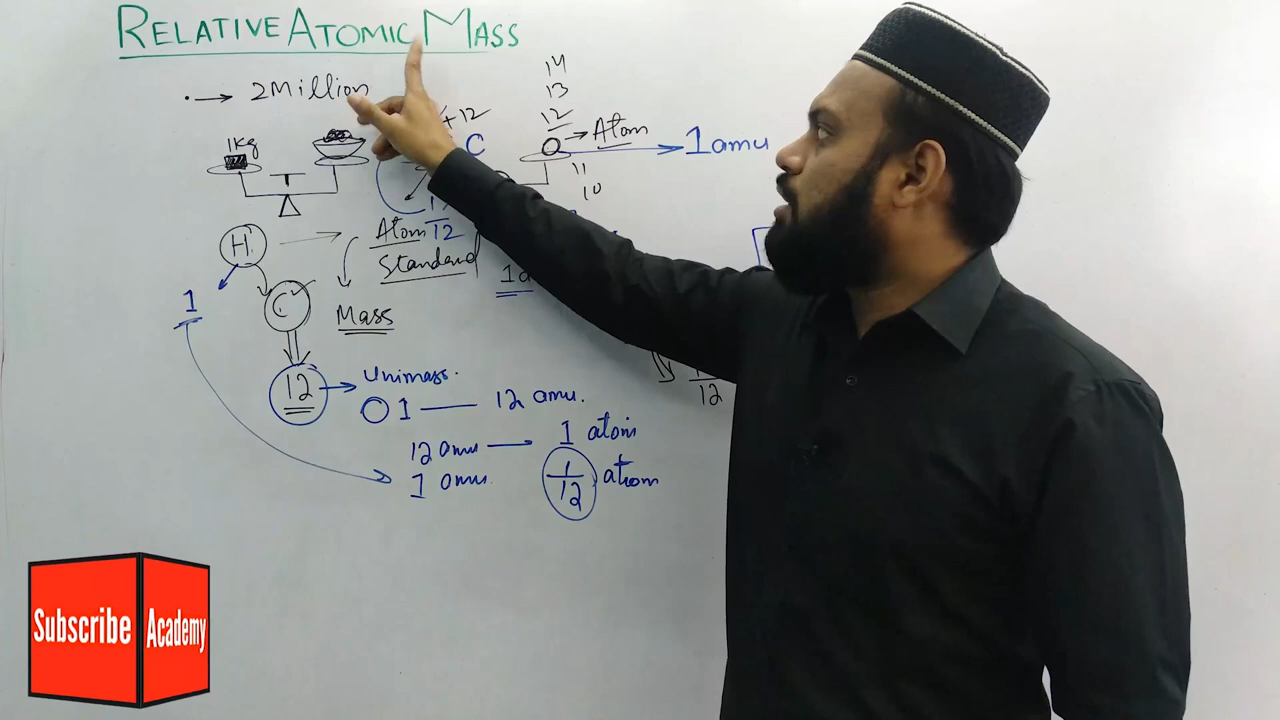 RELATIVE ATOMIC MASS
2 Million
14
13
12
+12
C
Atom
1 amu
1kg
11
10
H
Atom
12
Standard
1
C
Mass
12
Unimass.
1 — 12 amu.
12 amu — 1 atom
1 amu. 1/12 atom
12
Subscribe
Academy